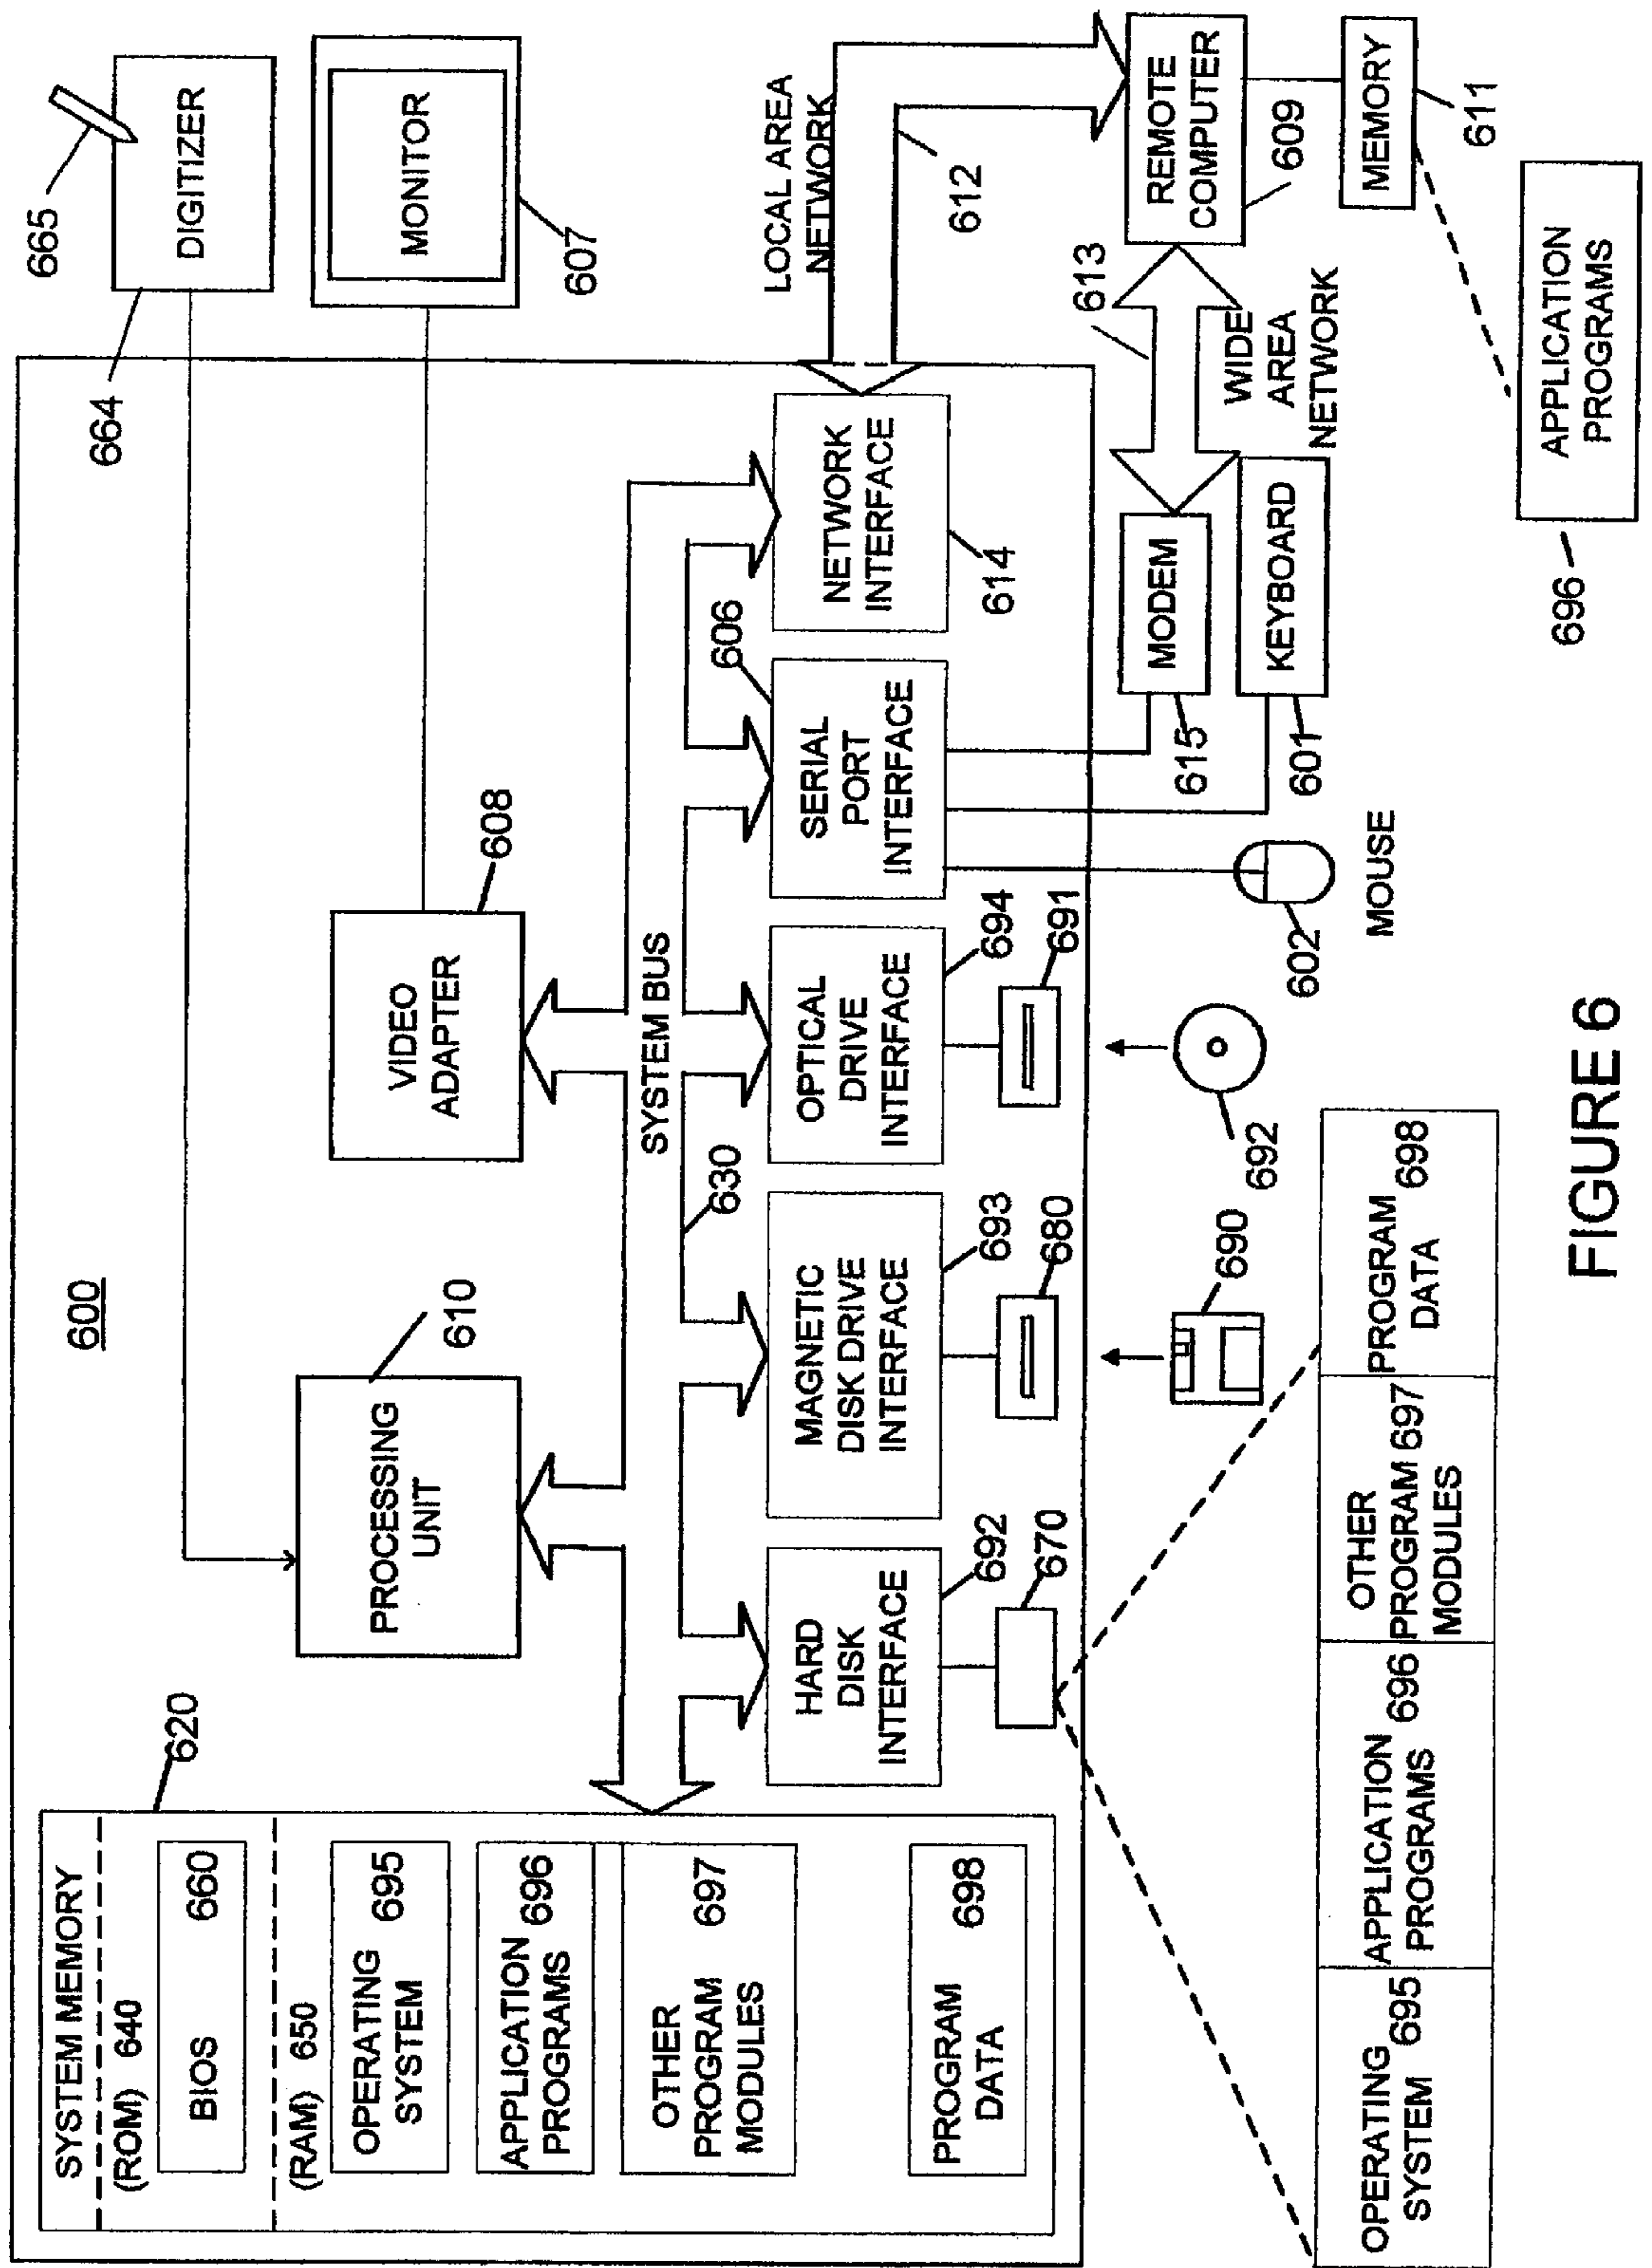 600
SYSTEM MEMORY
620
(ROM) 640
BIOS 660
(RAM) 650
OPERATING
SYSTEM 695
APPLICATION
PROGRAMS 696
OTHER
PROGRAM
MODULES 697
PROGRAM
DATA 698
PROCESSING
UNIT
610
VIDEO
ADAPTER
608
665
DIGITIZER
664
MONITOR
607
SYSTEM BUS
630
HARD
DISK
INTERFACE
692
670
MAGNETIC
DISK DRIVE
INTERFACE
693
680
690
OPTICAL
DRIVE
INTERFACE
694
691
692
SERIAL
PORT
INTERFACE
606
NETWORK
INTERFACE
614
LOCAL AREA
NETWORK
612
613
WIDE
AREA
NETWORK
REMOTE
COMPUTER
609
MEMORY
611
MODEM
615
KEYBOARD
601
602
MOUSE
APPLICATION
PROGRAMS
696
OPERATING
SYSTEM 695
APPLICATION
PROGRAMS 696
OTHER
PROGRAM 697
MODULES
PROGRAM 698
DATA
FIGURE 6